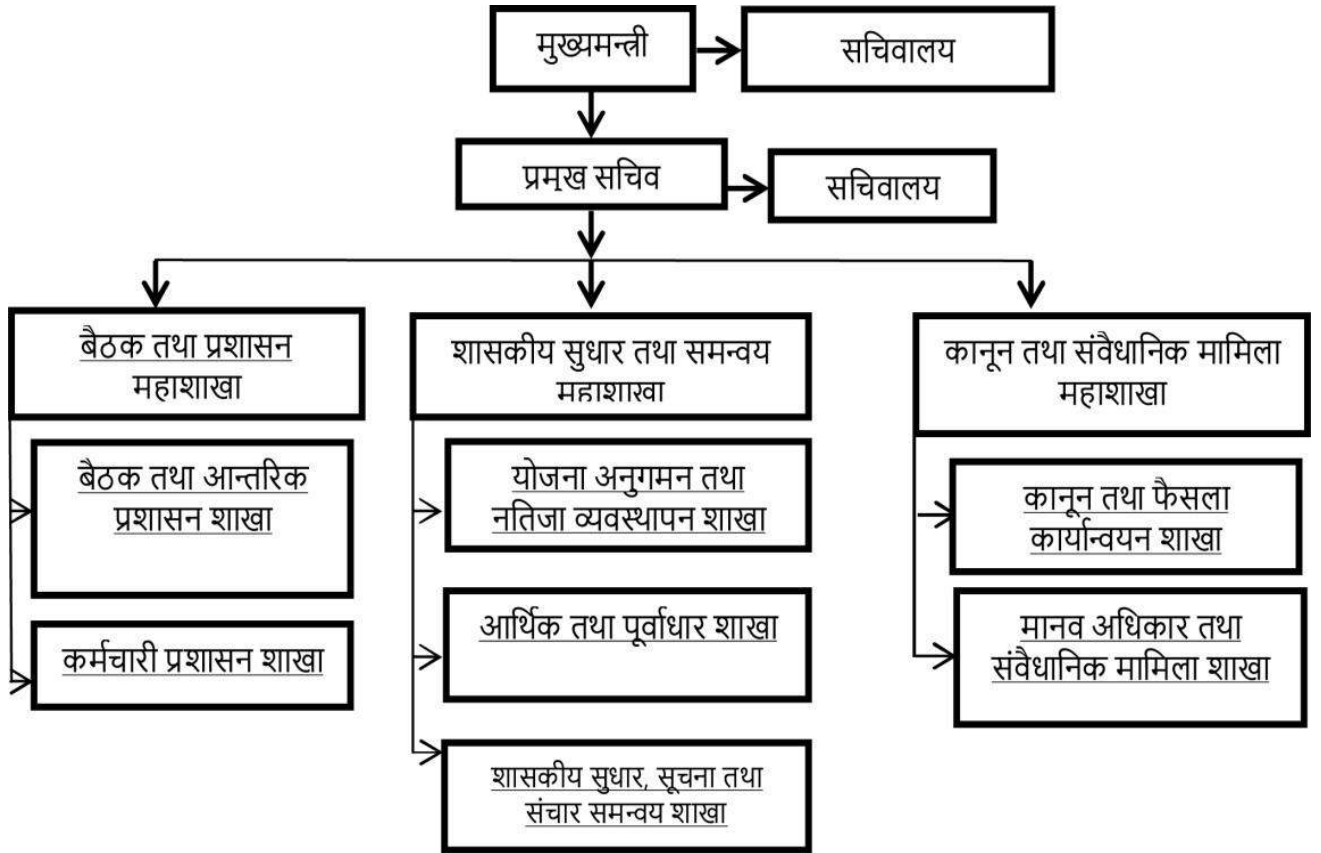 मुख्यमन्त्री
सचिवालय
प्रमुख सचिव
सचिवालय
बैठक तथा प्रशासन
महाशाखा
शासकीय सुधार तथा समन्वय
महाशाखा
कानून तथा संवैधानिक मामिला
महाशाखा
बैठक तथा आन्तरिक
प्रशासन शाखा
कर्मचारी प्रशासन शाखा
योजना अनुगमन तथा
नतिजा व्यवस्थापन शाखा
आर्थिक तथा पूर्वाधार शाखा
शासकीय सुधार, सूचना तथा
संचार समन्वय शाखा
कानून तथा फैसला
कार्यान्वयन शाखा
मानव अधिकार तथा
संवैधानिक मामिला शाखा